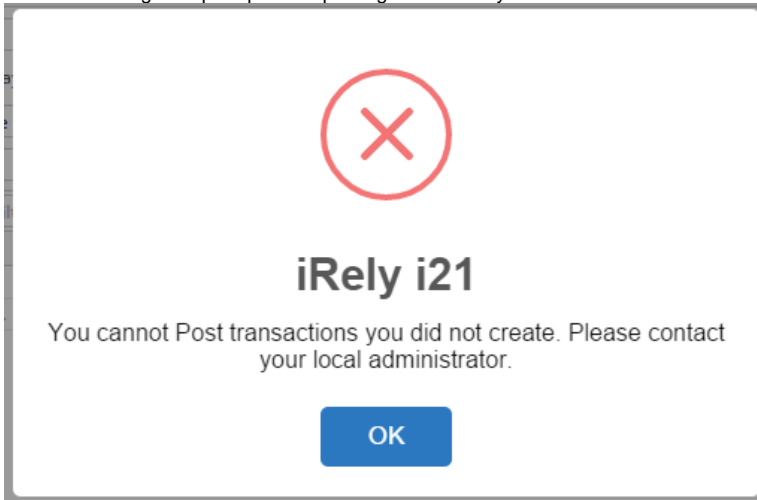 iRely i21
You cannot Post transactions you did not create. Please contact
your local administrator.
OK